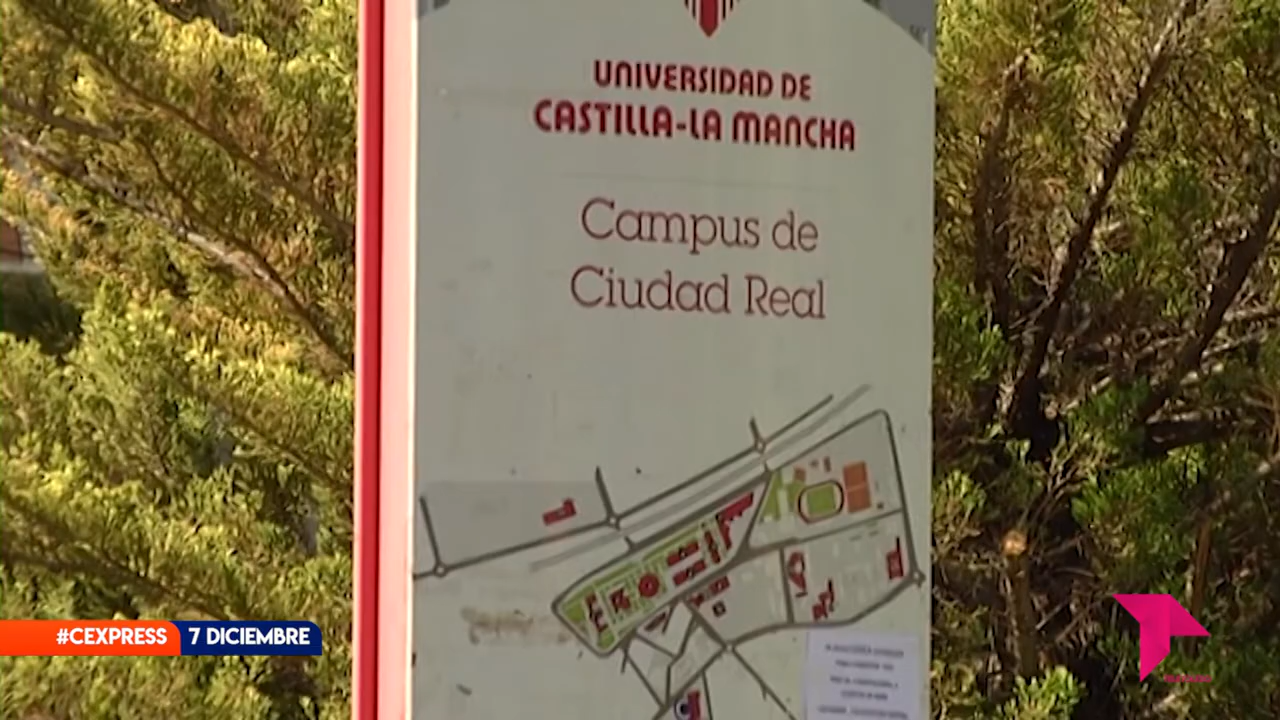 UNIVERSIDAD DE
CASTILLA-LA MANCHA
Campus de
Ciudad Real
#CEXPRESS
7 DICIEMBRE